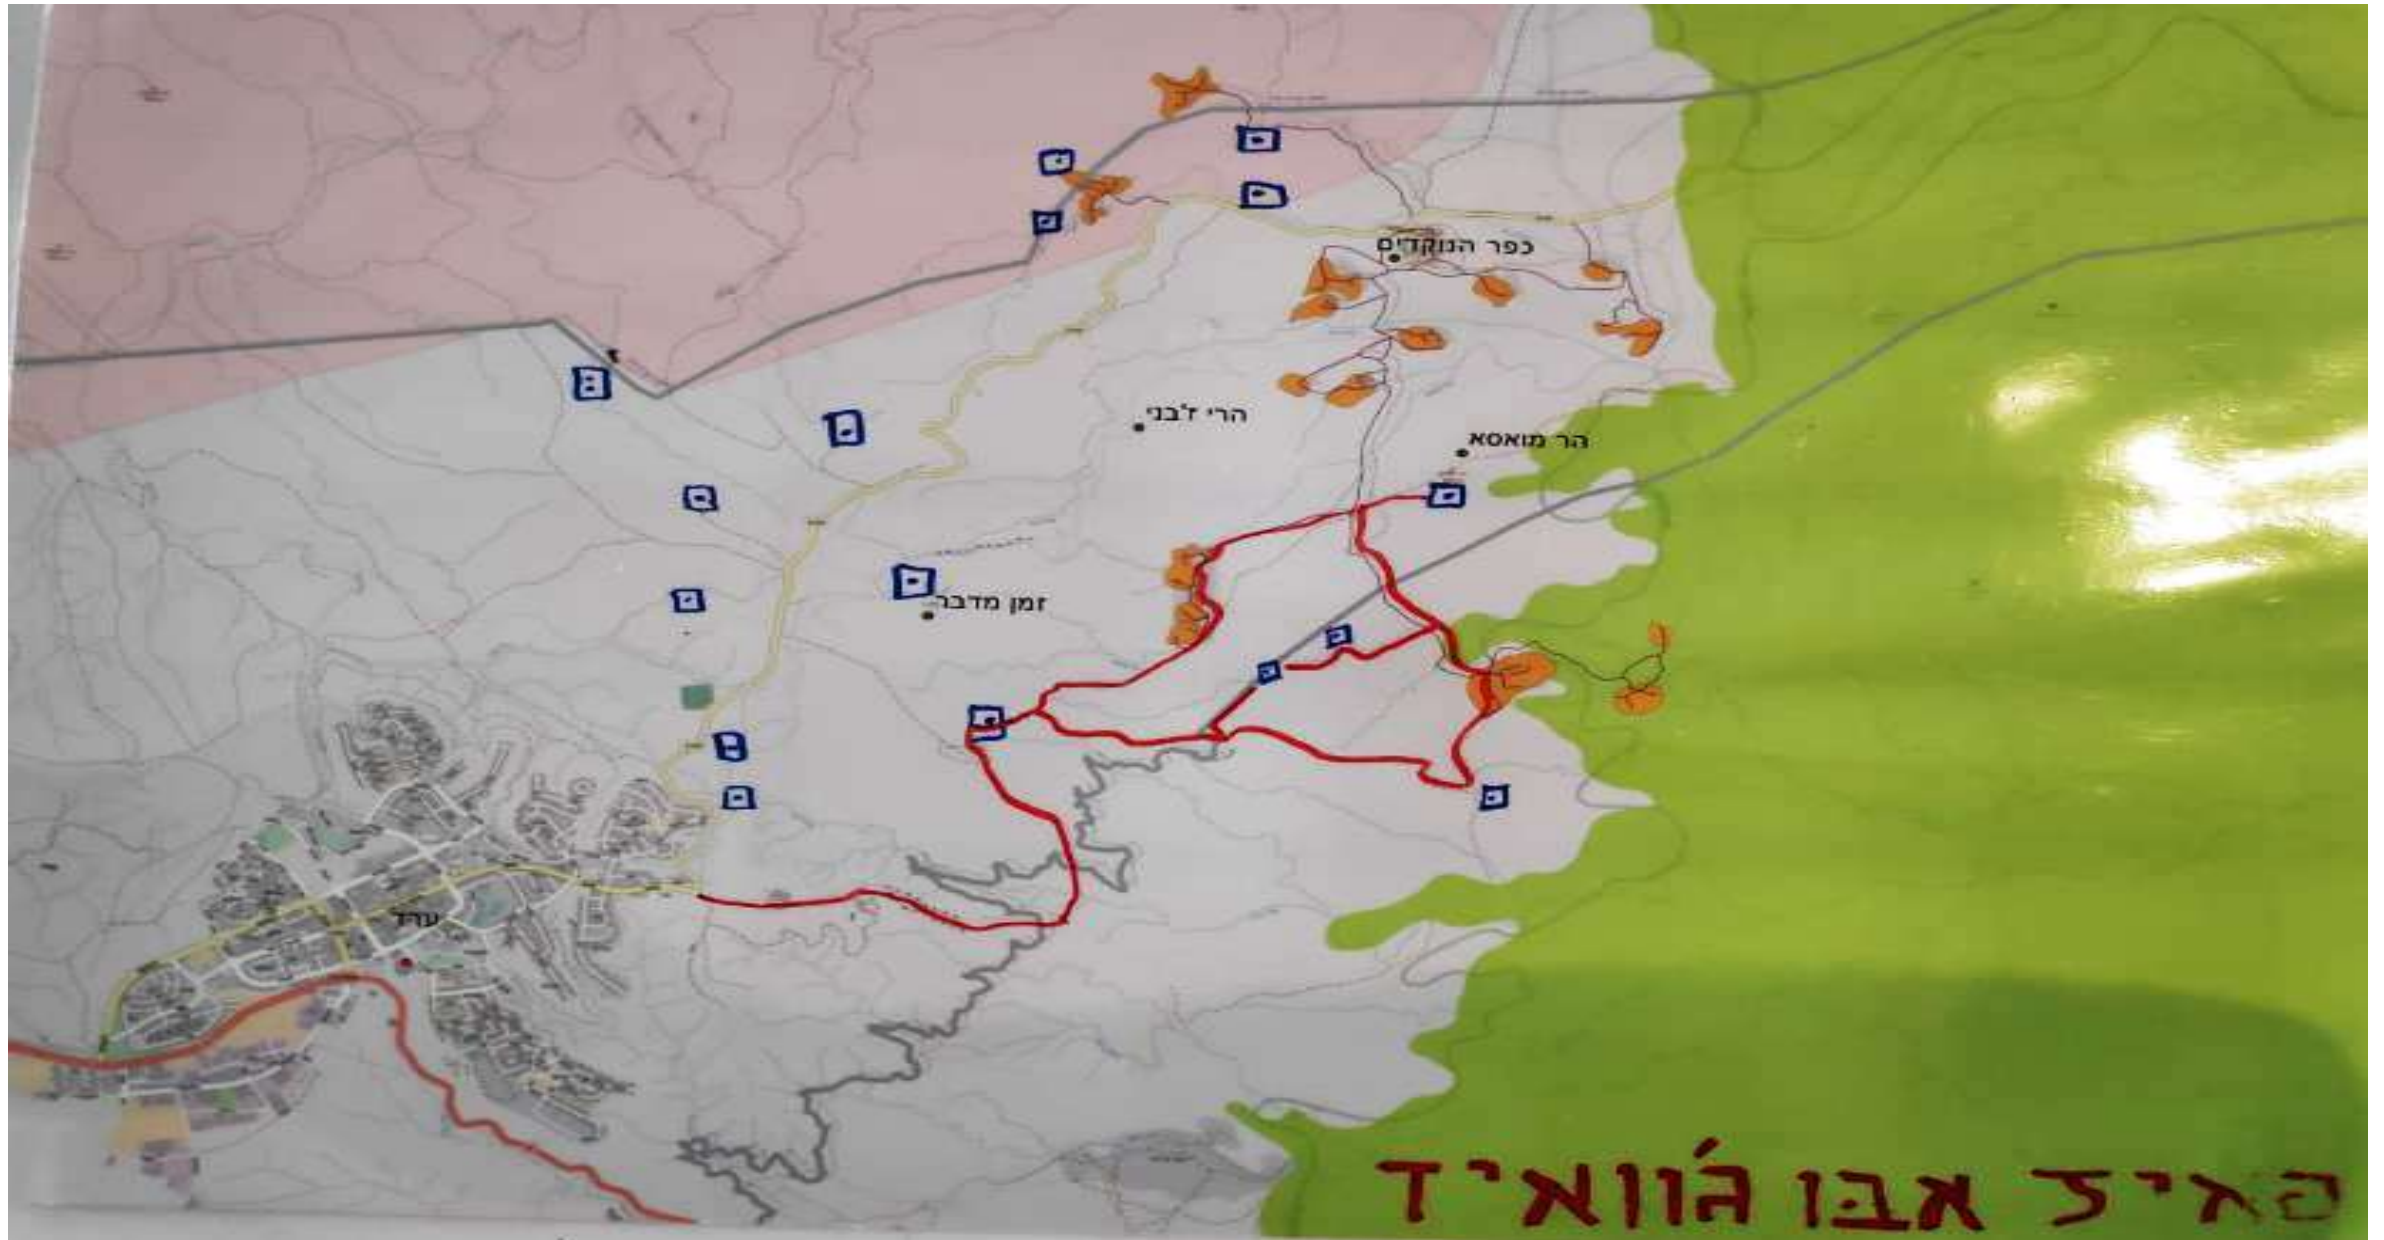 כפר הנוקדים
הרי ז'בני
הר מואסא
זמן מדבר
ערד
פאיז אבו ג'וואיד